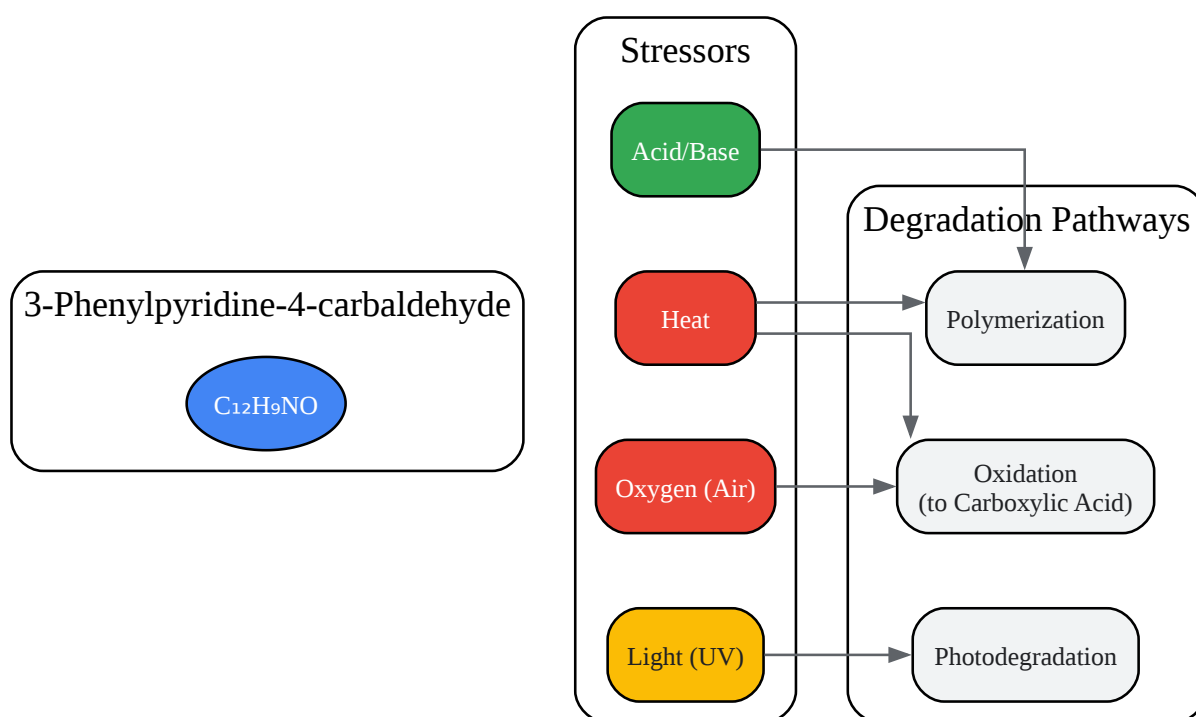 3-Phenylpyridine-4-carbaldehyde
C₁₂H₉NO
Stressors
Acid/Base
Heat
Oxygen (Air)
Light (UV)
Degradation Pathways
Polymerization
Oxidation
(to Carboxylic Acid)
Photodegradation